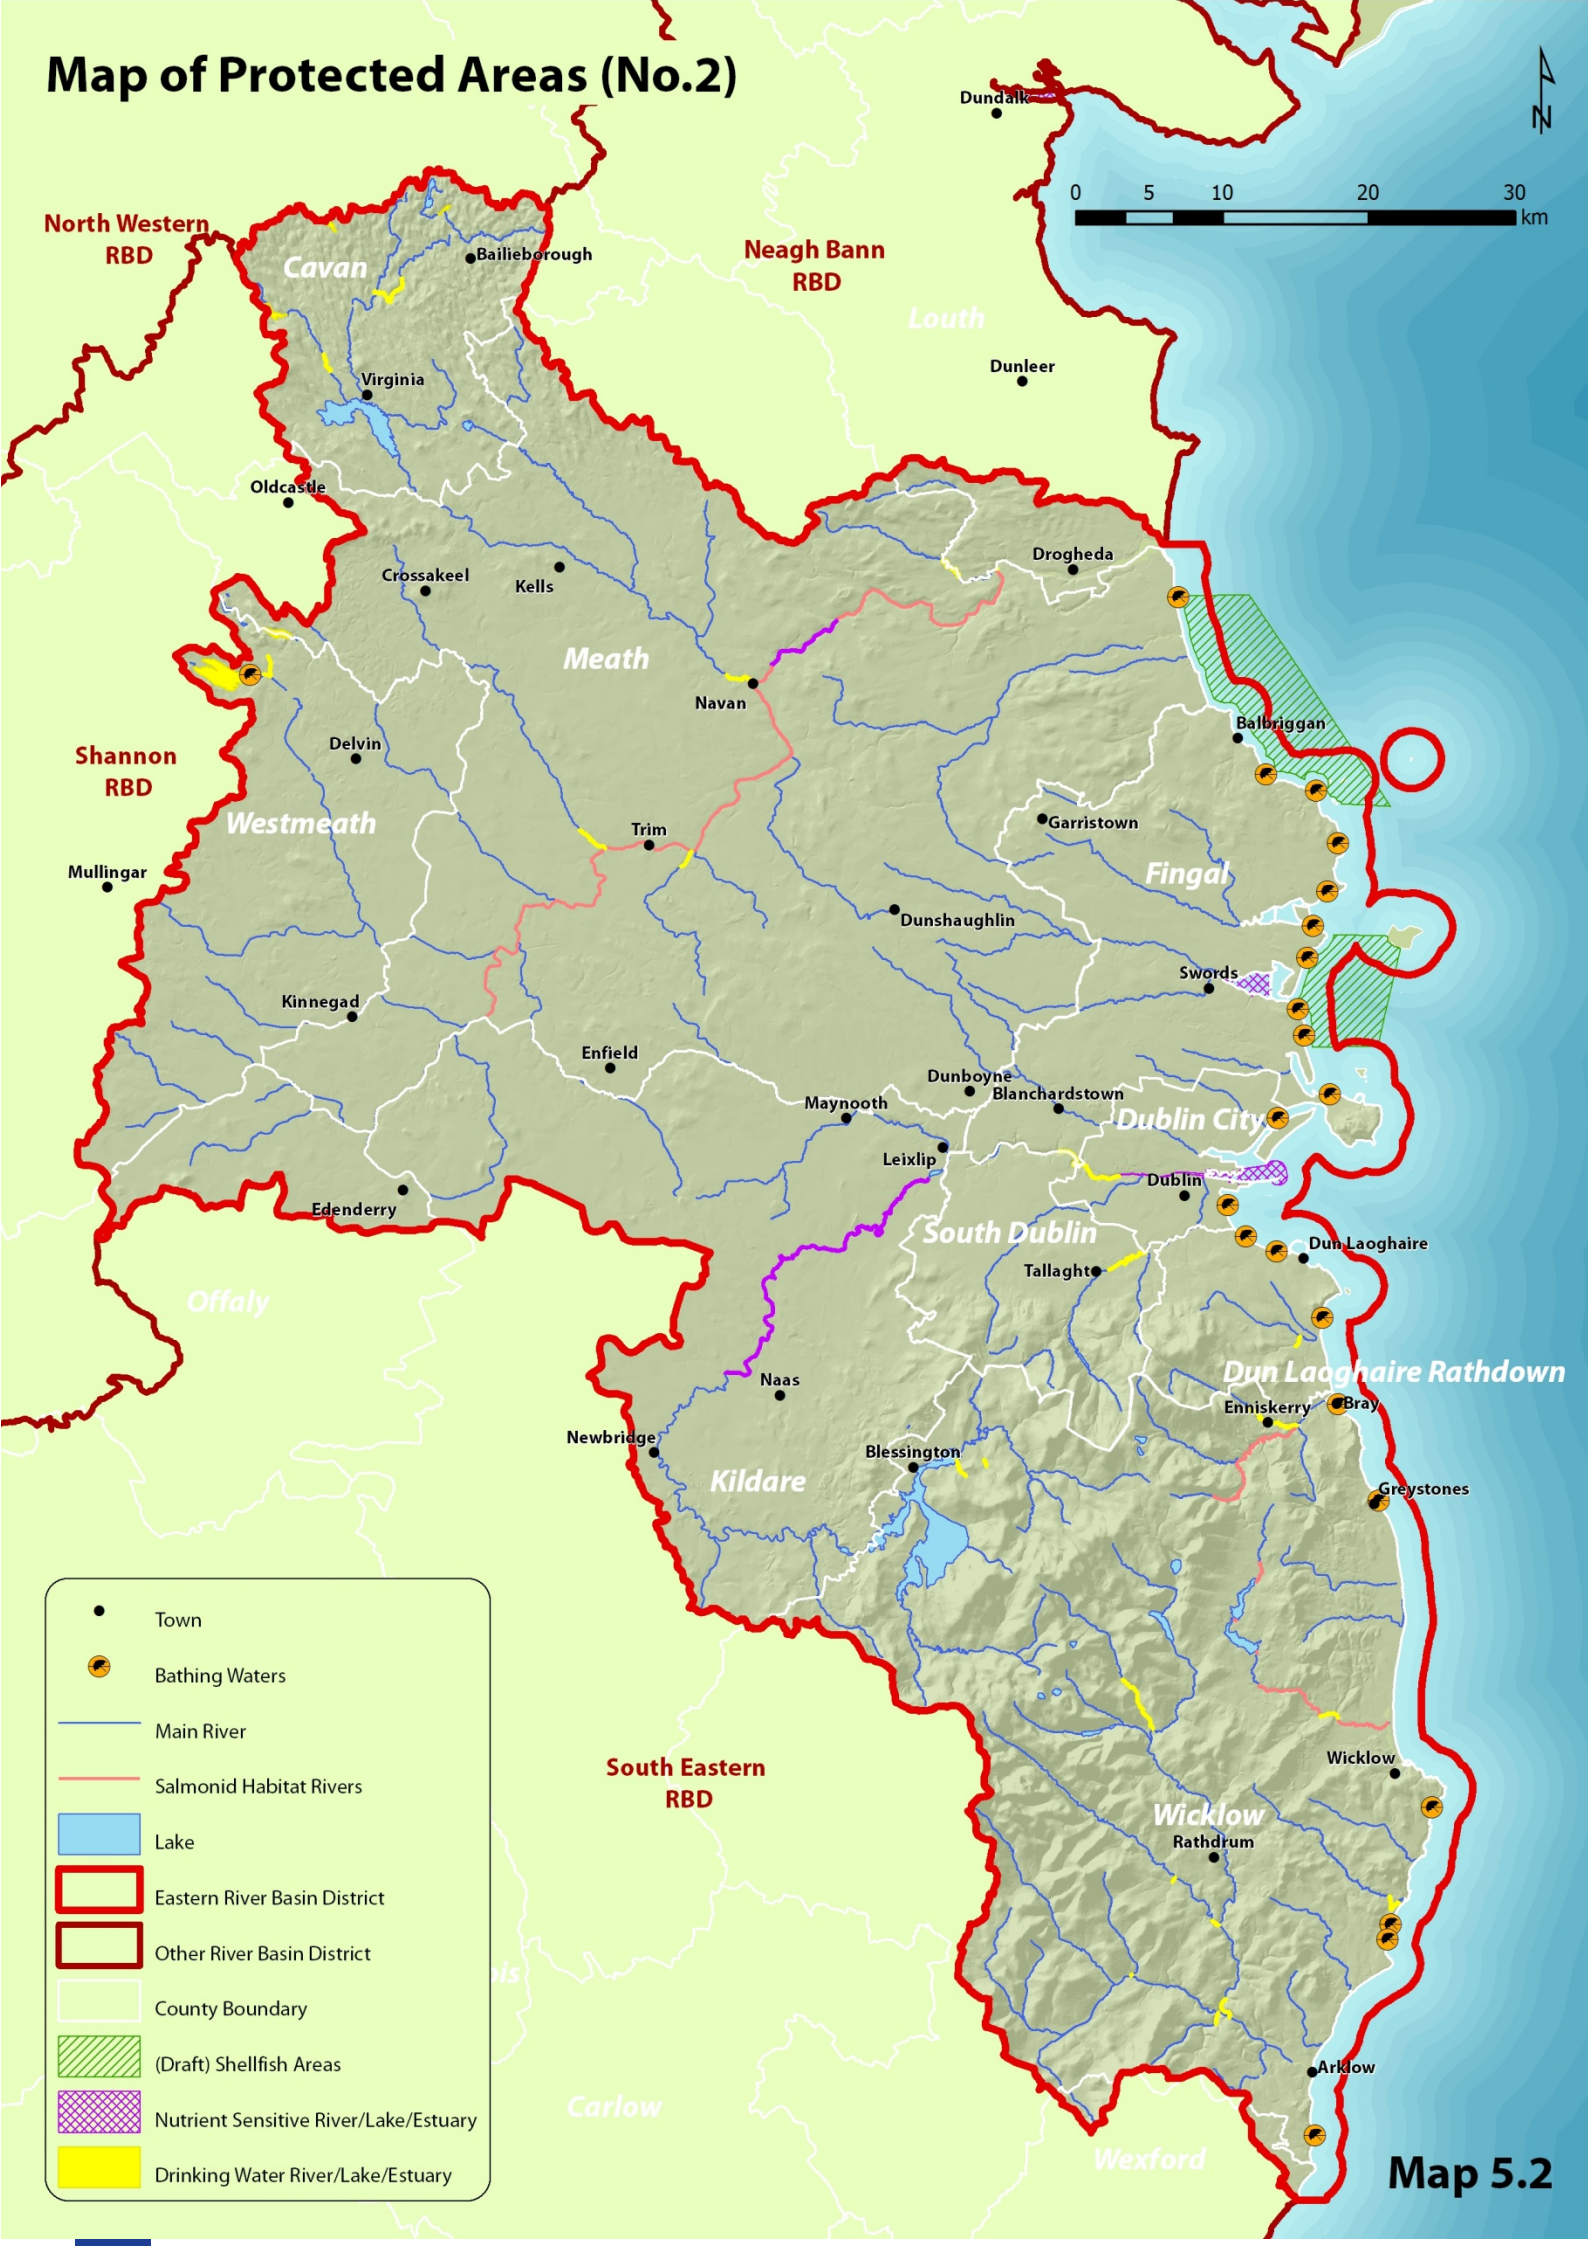 Map of Protected Areas (No.2)
Dundalk
N
0 5 10 20 30
km
North Western
RBD
Cavan
Bailieborough
Neagh Bann
RBD
Louth
Dunleer
Virginia
Oldcastle
Drogheda
Crossakeel
Kells
Meath
Navan
Balbriggan
Delvin
Shannon
RBD
Westmeath
Trim
Garristown
Mullingar
Fingal
Dunshaughlin
Swords
Kinnegad
Enfield
Dunboyne
Blanchardstown
Maynooth
Dublin City
Leixlip
Dublin
Edenderry
South Dublin
Dun Laoghaire
Tallaght
Offaly
Dun Laoghaire Rathdown
Naas
Enniskerry
Bray
Newbridge
Blessington
Kildare
Greystones
Town
Bathing Waters
Main River
Salmonid Habitat Rivers
Lake
Eastern River Basin District
Other River Basin District
County Boundary
(Draft) Shellfish Areas
Nutrient Sensitive River/Lake/Estuary
Drinking Water River/Lake/Estuary
Wicklow
South Eastern
RBD
Wicklow
Rathdrum
ois
Arklow
Carlow
Wexford
Map 5.2